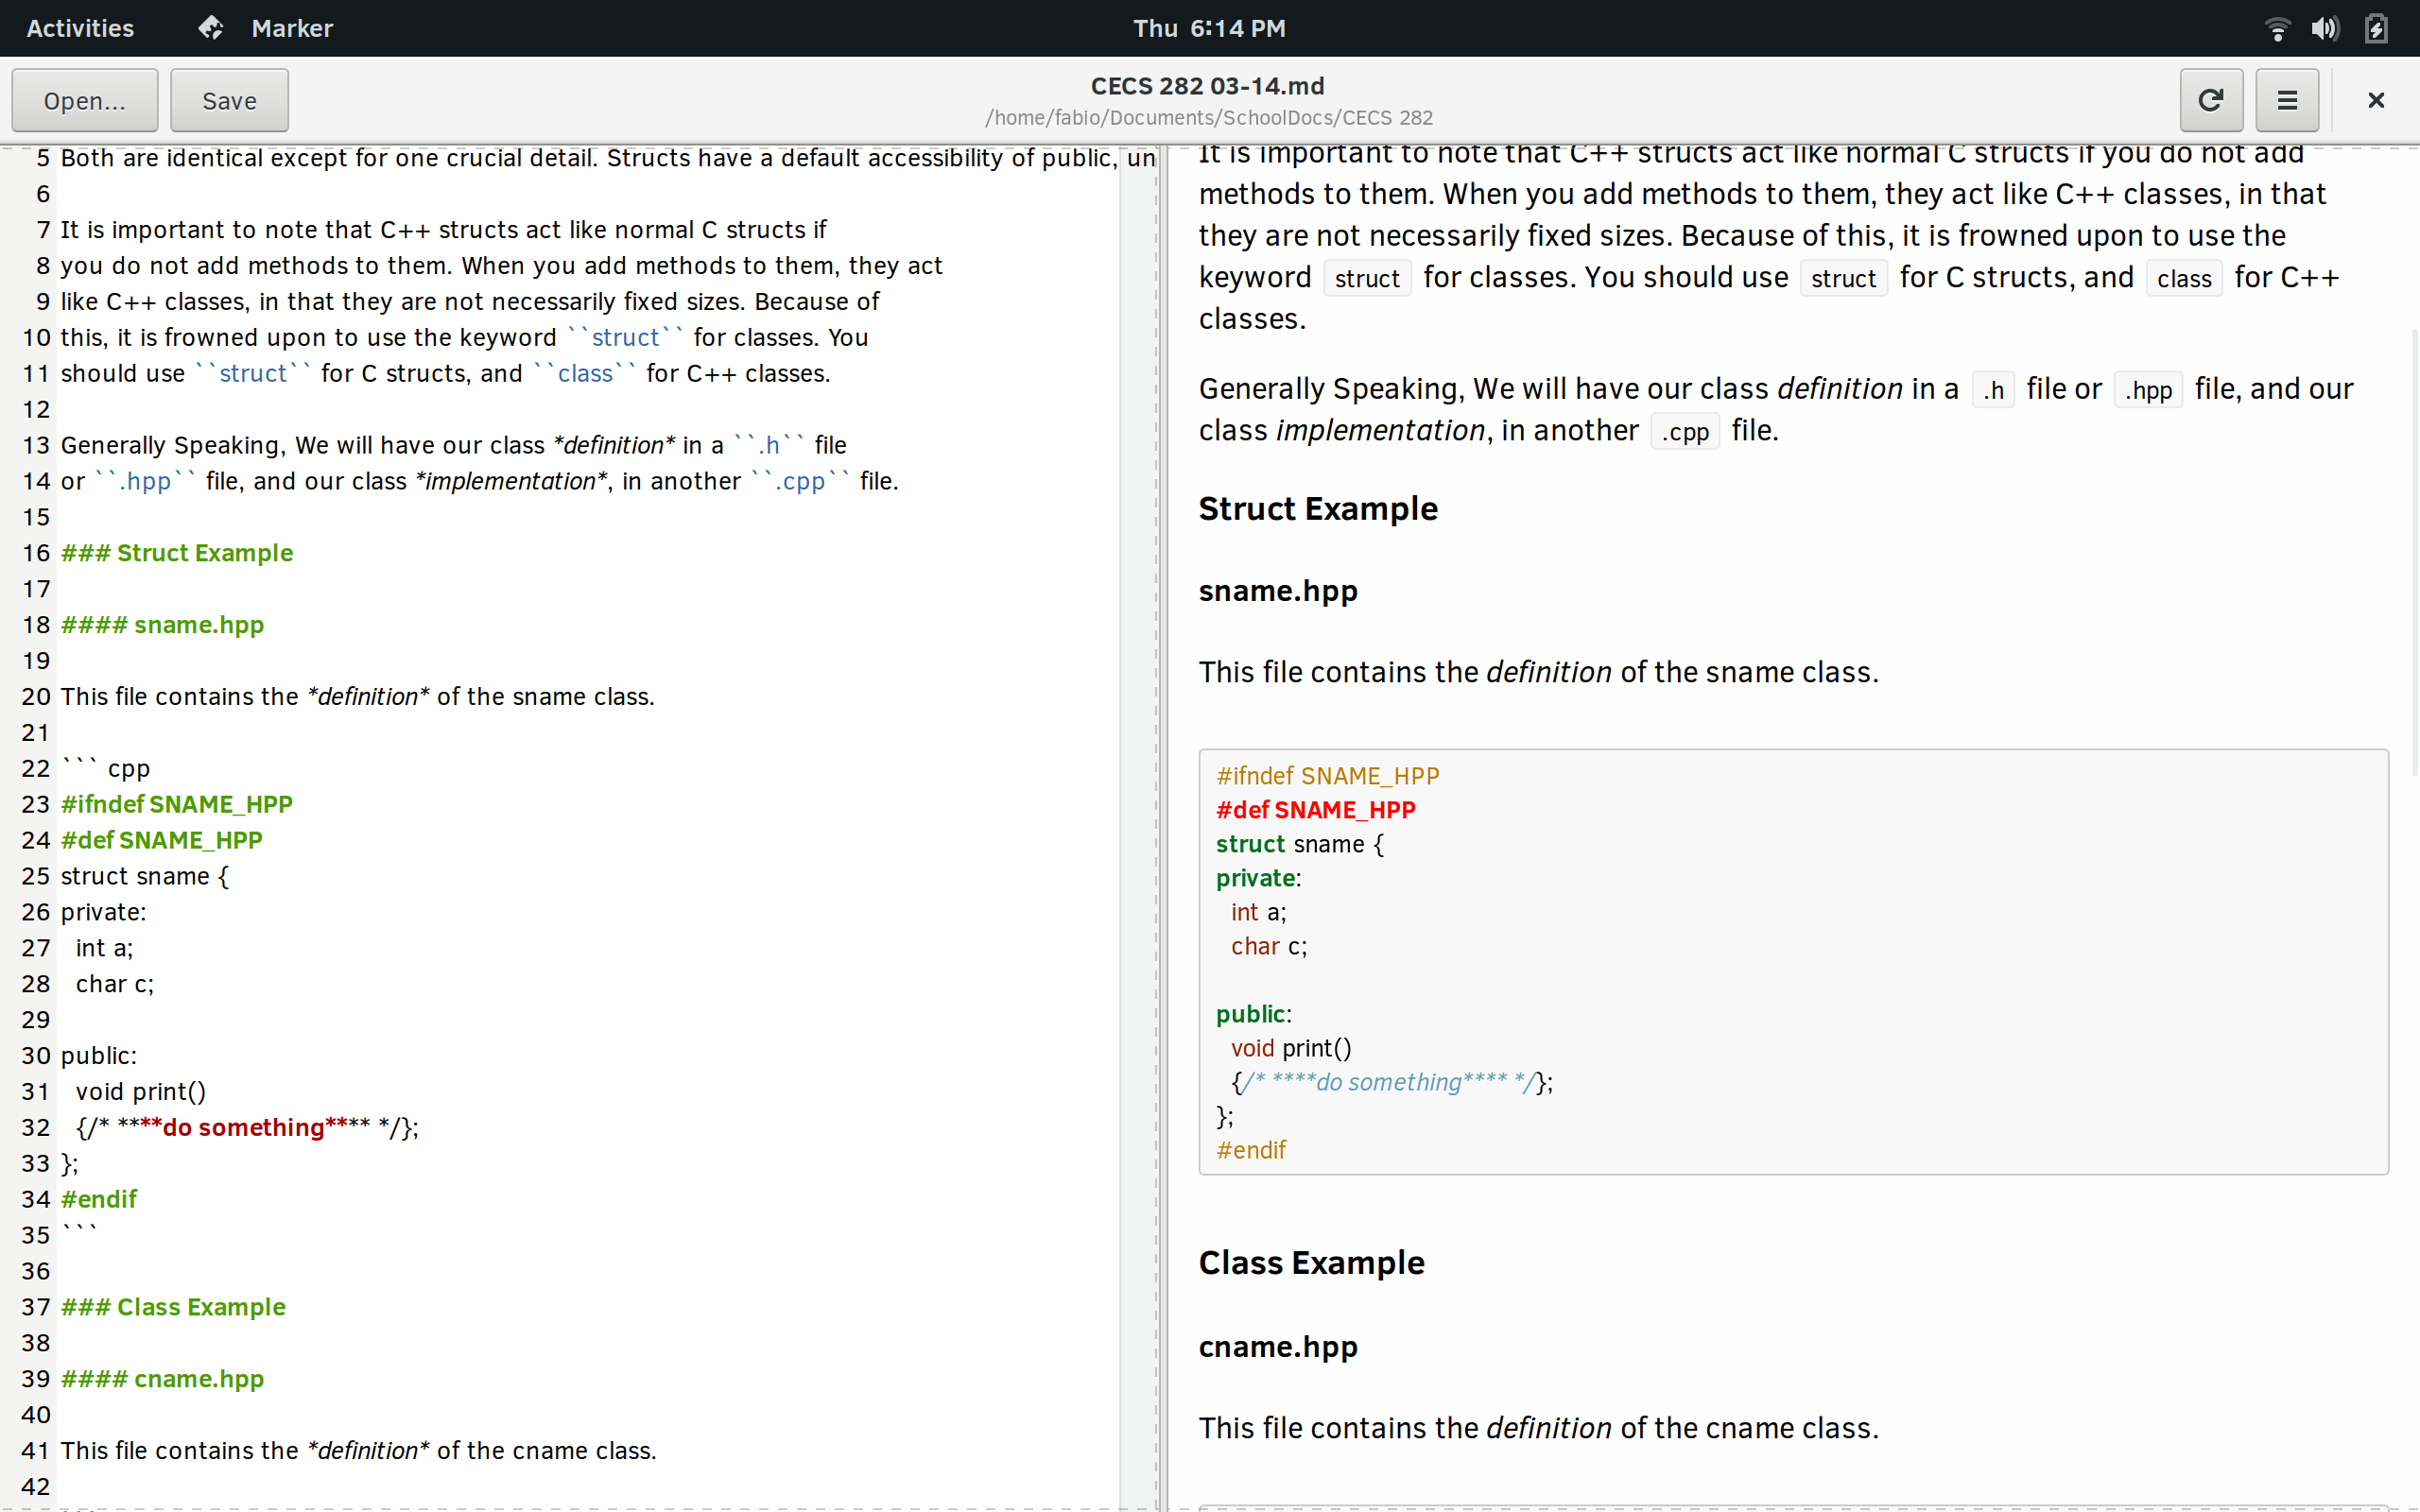 Activities Marker Thu 6:14 PM
Open... Save CECS 282 03-14.md
/home/fabio/Documents/SchoolDocs/CECS 282
5 Both are identical except for one crucial detail. Structs have a default accessibility of public, un
6
7 It is important to note that C++ structs act like normal C structs if
8 you do not add methods to them. When you add methods to them, they act
9 like C++ classes, in that they are not necessarily fixed sizes. Because of
10 this, it is frowned upon to use the keyword ``struct`` for classes. You
11 should use ``struct`` for C structs, and ``class`` for C++ classes.
12
13 Generally Speaking, We will have our class *definition* in a ``.h`` file
14 or ``.hpp`` file, and our class *implementation*, in another ``.cpp`` file.
15
16 ### Struct Example
17
18 #### sname.hpp
19
20 This file contains the *definition* of the sname class.
21
22 ``` cpp
23 #ifndef SNAME_HPP
24 #def SNAME_HPP
25 struct sname {
26 private:
27   int a;
28   char c;
29
30 public:
31   void print()
32   {/* ****do something**** */};
33 };
34 #endif
35 ```
36
37 ### Class Example
38
39 #### cname.hpp
40
41 This file contains the *definition* of the cname class.
42
It is important to note that C++ structs act like normal C structs if you do not add
methods to them. When you add methods to them, they act like C++ classes, in that
they are not necessarily fixed sizes. Because of this, it is frowned upon to use the
keyword struct for classes. You should use struct for C structs, and class for C++
classes.
Generally Speaking, We will have our class definition in a .h file or .hpp file, and our
class implementation, in another .cpp file.
Struct Example
sname.hpp
This file contains the definition of the sname class.
#ifndef SNAME_HPP
#def SNAME_HPP
struct sname {
private:
  int a;
  char c;
public:
  void print()
  {/* ****do something**** */};
};
#endif
Class Example
cname.hpp
This file contains the definition of the cname class.